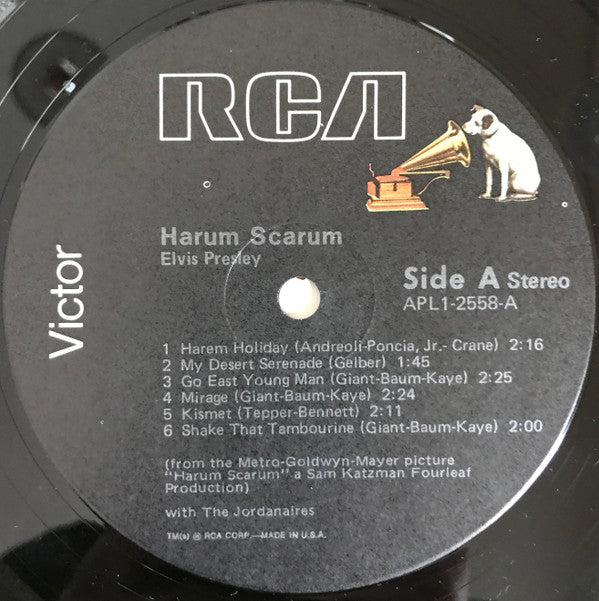 RCA
Victor
Harum Scarum
Elvis Presley
Side A Stereo
APL1-2558-A
1 Harem Holiday (Andreoli-Poncia, Jr.- Crane) 2:16
2 My Desert Serenade (Gelber) 1:45
3 Go East Young Man (Giant-Baum-Kaye) 2:25
4 Mirage (Giant-Baum-Kaye) 2:24
5 Kismet (Tepper-Bennett) 2:11
6 Shake That Tambourine (Giant-Baum-Kaye) 2:00
(from the Metro-Goldwyn-Mayer picture
"Harum Scarum" a Sam Katzman Fourleaf
Production)
with The Jordanaires
TM(s) ® RCA CORP.—MADE IN U.S.A.